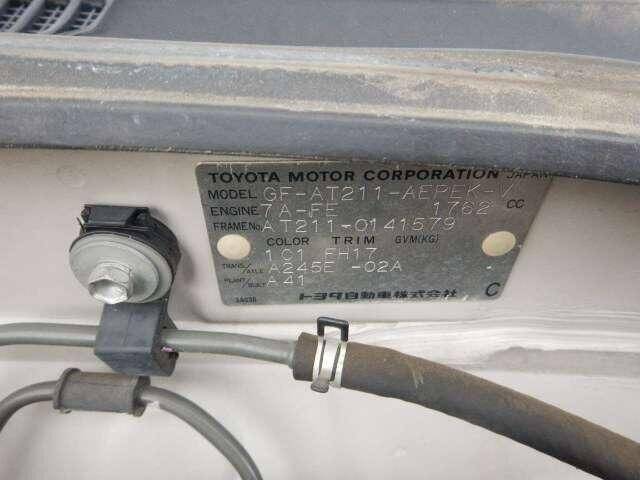 TOYOTA MOTOR CORPORATION JAPAN
MODEL GF-AT211-AEPEK-V
ENGINE 7A-FE 1762 CC
FRAME No. AT211-0141579
COLOR TRIM GVM(KG)
1C1 FH17
TRANS./AXLE A245E -02A
PLANT/BUILT A41
トヨタ自動車株式会社 C